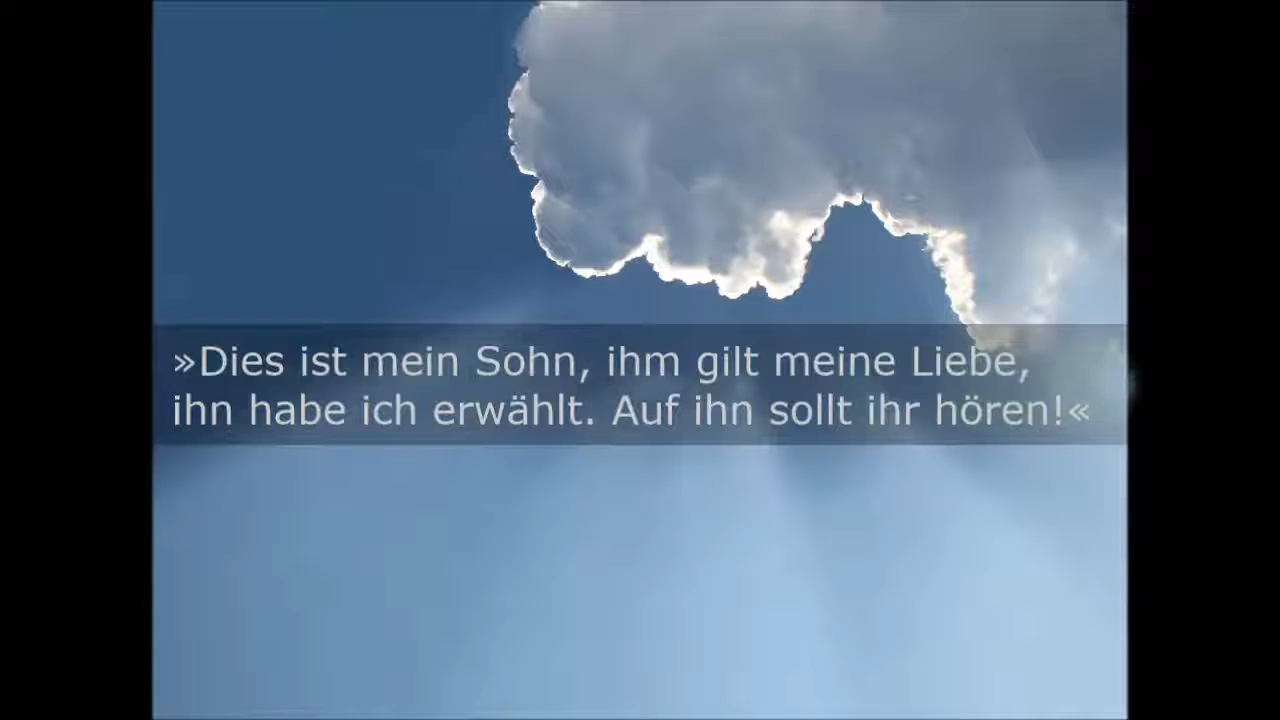 »Dies ist mein Sohn, ihm gilt meine Liebe,
ihn habe ich erwählt. Auf ihn sollt ihr hören!«